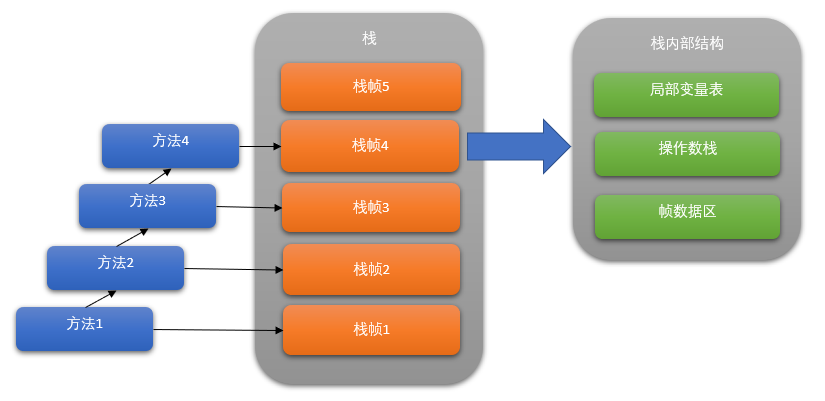 栈
栈帧5
栈帧4
栈帧3
栈帧2
栈帧1
方法4
方法3
方法2
方法1
栈内部结构
局部变量表
操作数栈
帧数据区